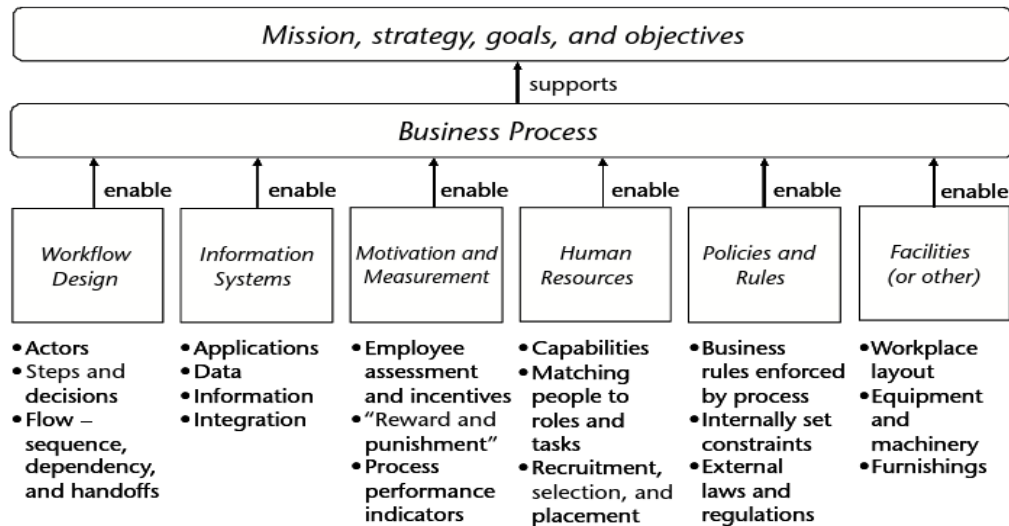 Mission, strategy, goals, and objectives
supports
Business Process
enable
enable
enable
enable
enable
enable
Workflow
Design
Information
Systems
Motivation and
Measurement
Human
Resources
Policies and
Rules
Facilities
(or other)
•Actors
•Steps and
decisions
•Flow –
sequence,
dependency,
and handoffs
•Applications
•Data
•Information
•Integration
•Employee
assessment
and incentives
•“Reward and
punishment”
•Process
performance
indicators
•Capabilities
•Matching
people to
roles and
tasks
•Recruitment,
selection, and
placement
•Business
rules enforced
by process
•Internally set
constraints
•External
laws and
regulations
•Workplace
layout
•Equipment
and
machinery
•Furnishings